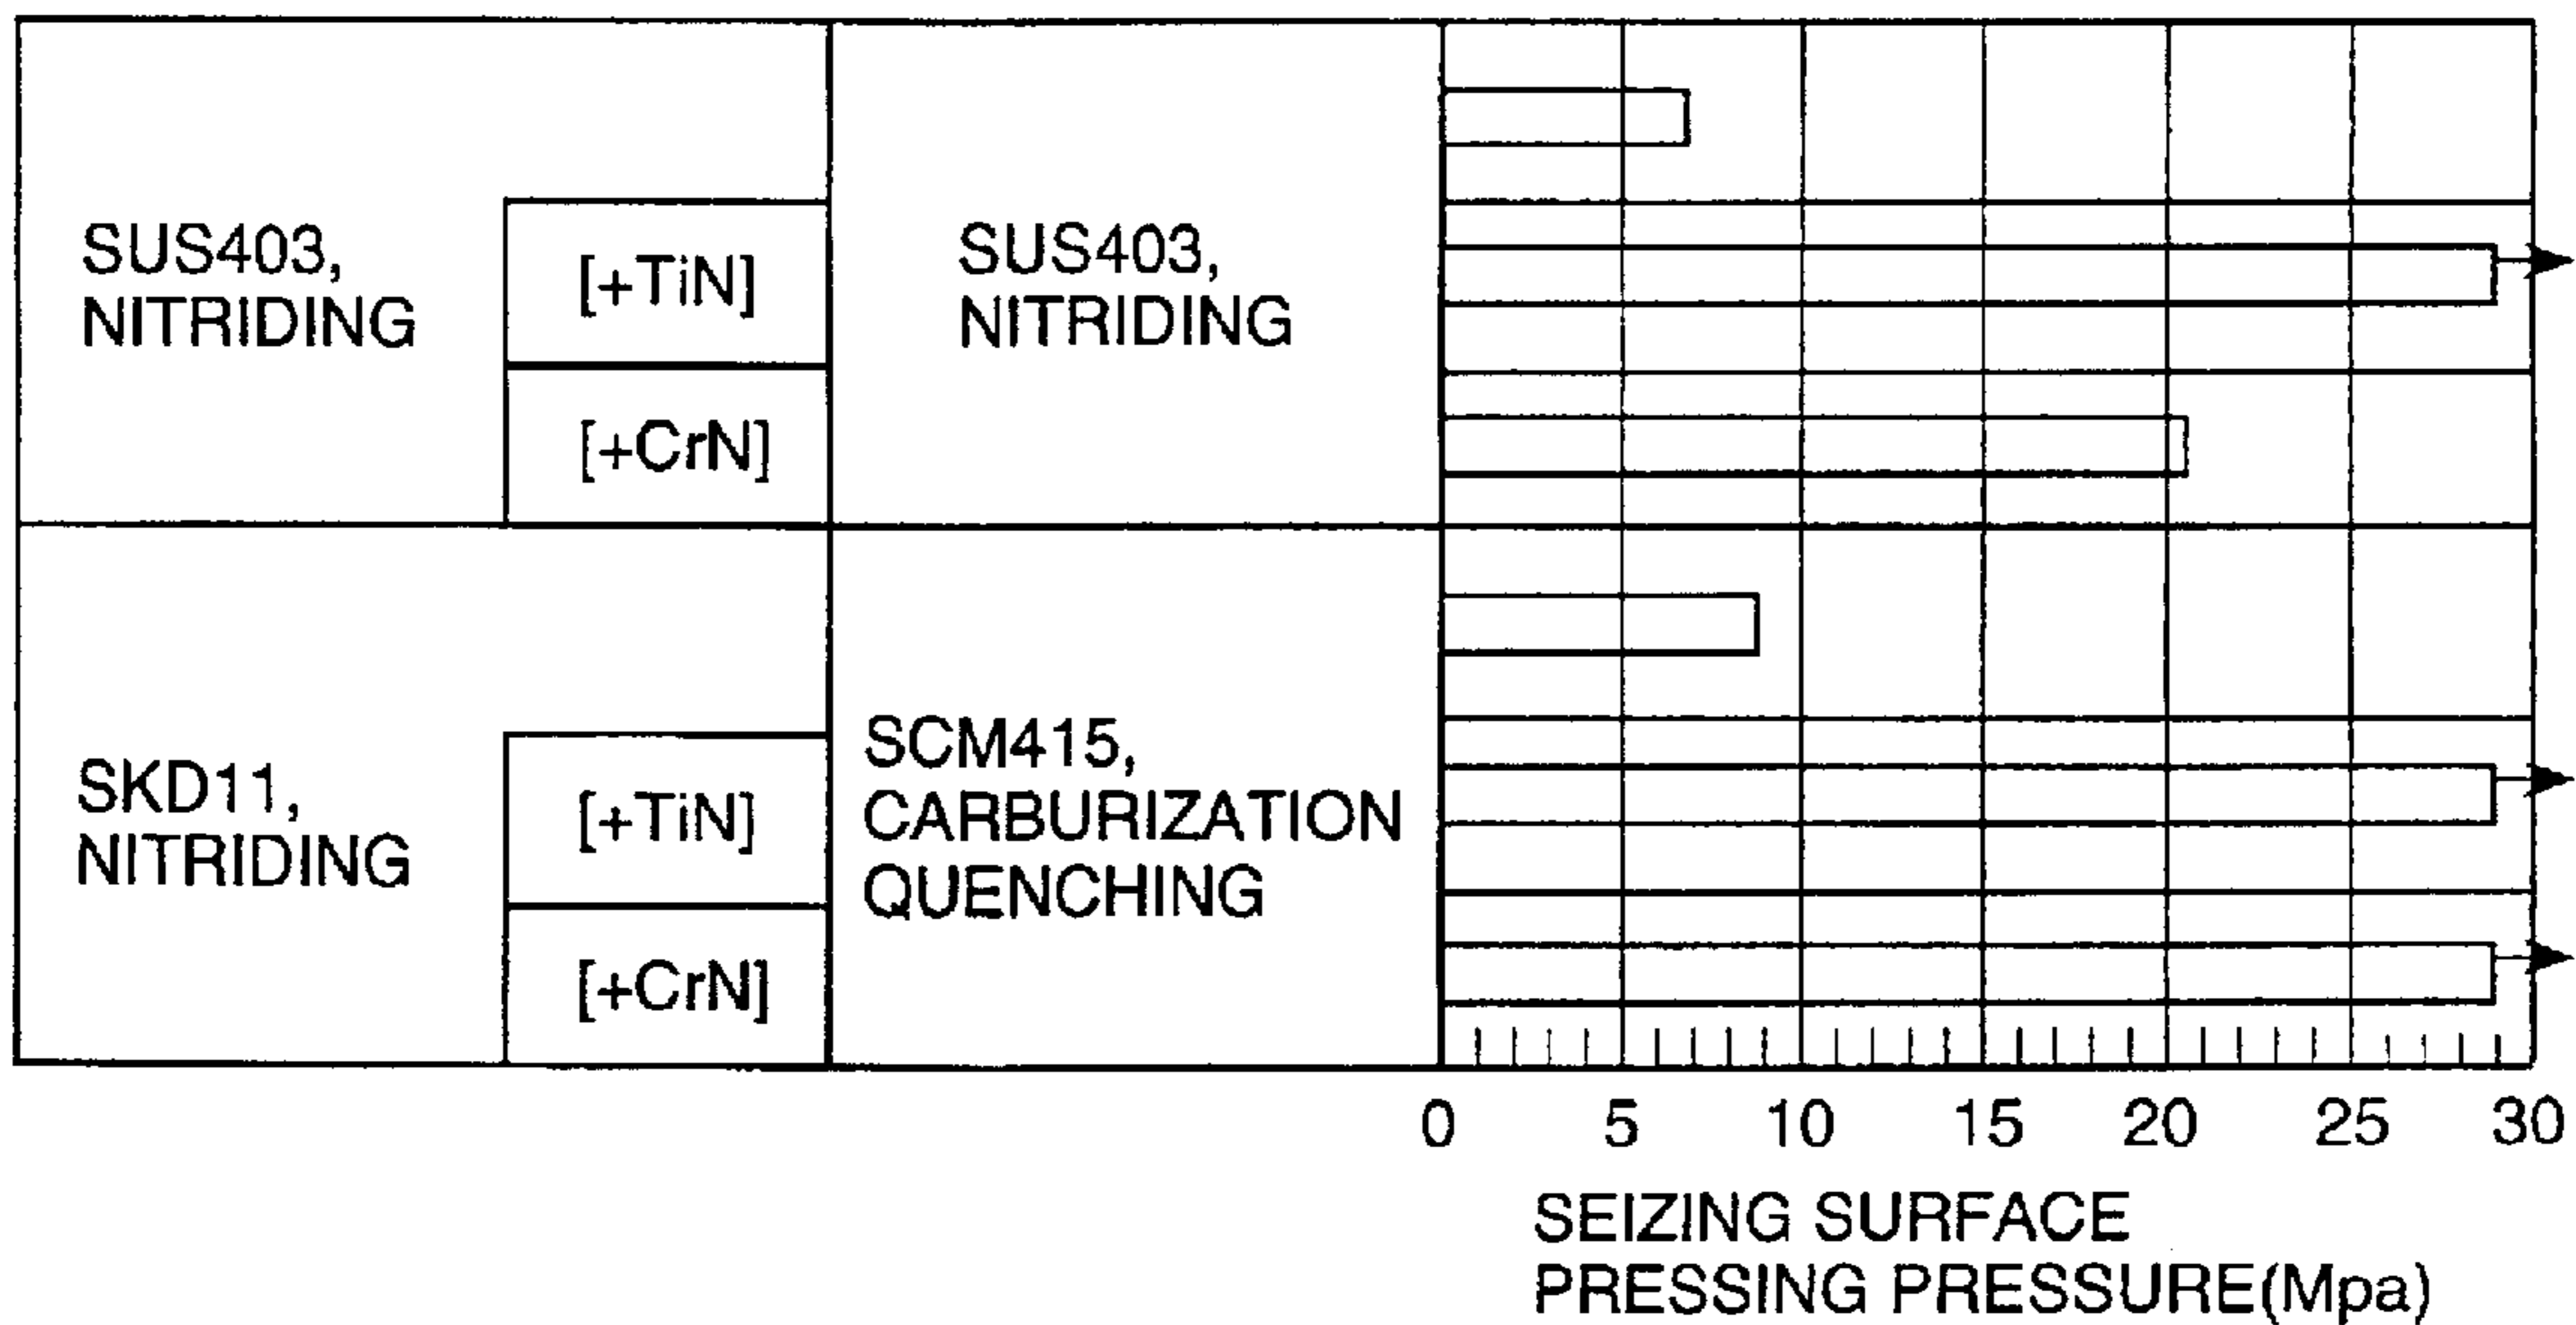 SUS403,
NITRIDING
[+TiN]
[+CrN]
SUS403,
NITRIDING
SKD11,
NITRIDING
[+TiN]
[+CrN]
SCM415,
CARBURIZATION
QUENCHING
0 5 10 15 20 25 30
SEIZING SURFACE
PRESSING PRESSURE(Mpa)